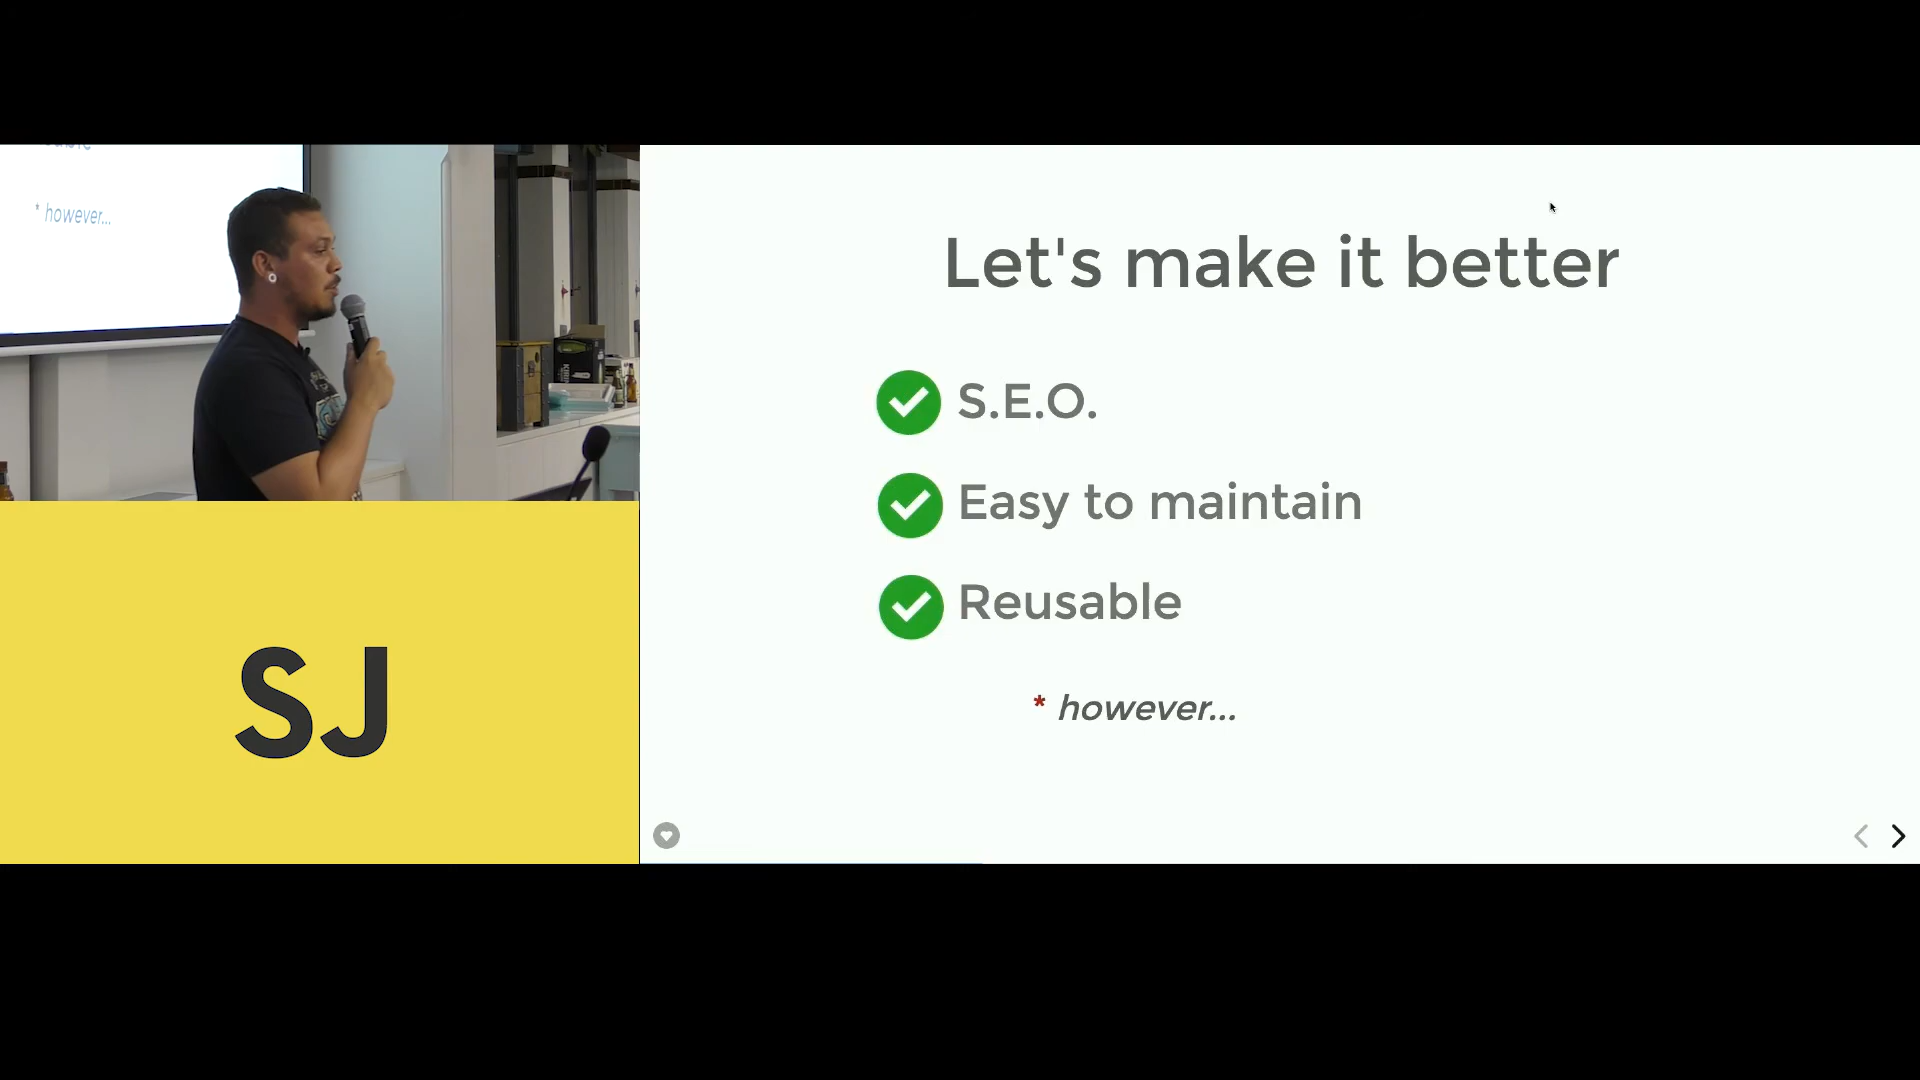 * however...
SJ
Let's make it better
S.E.O.
Easy to maintain
Reusable
* however...